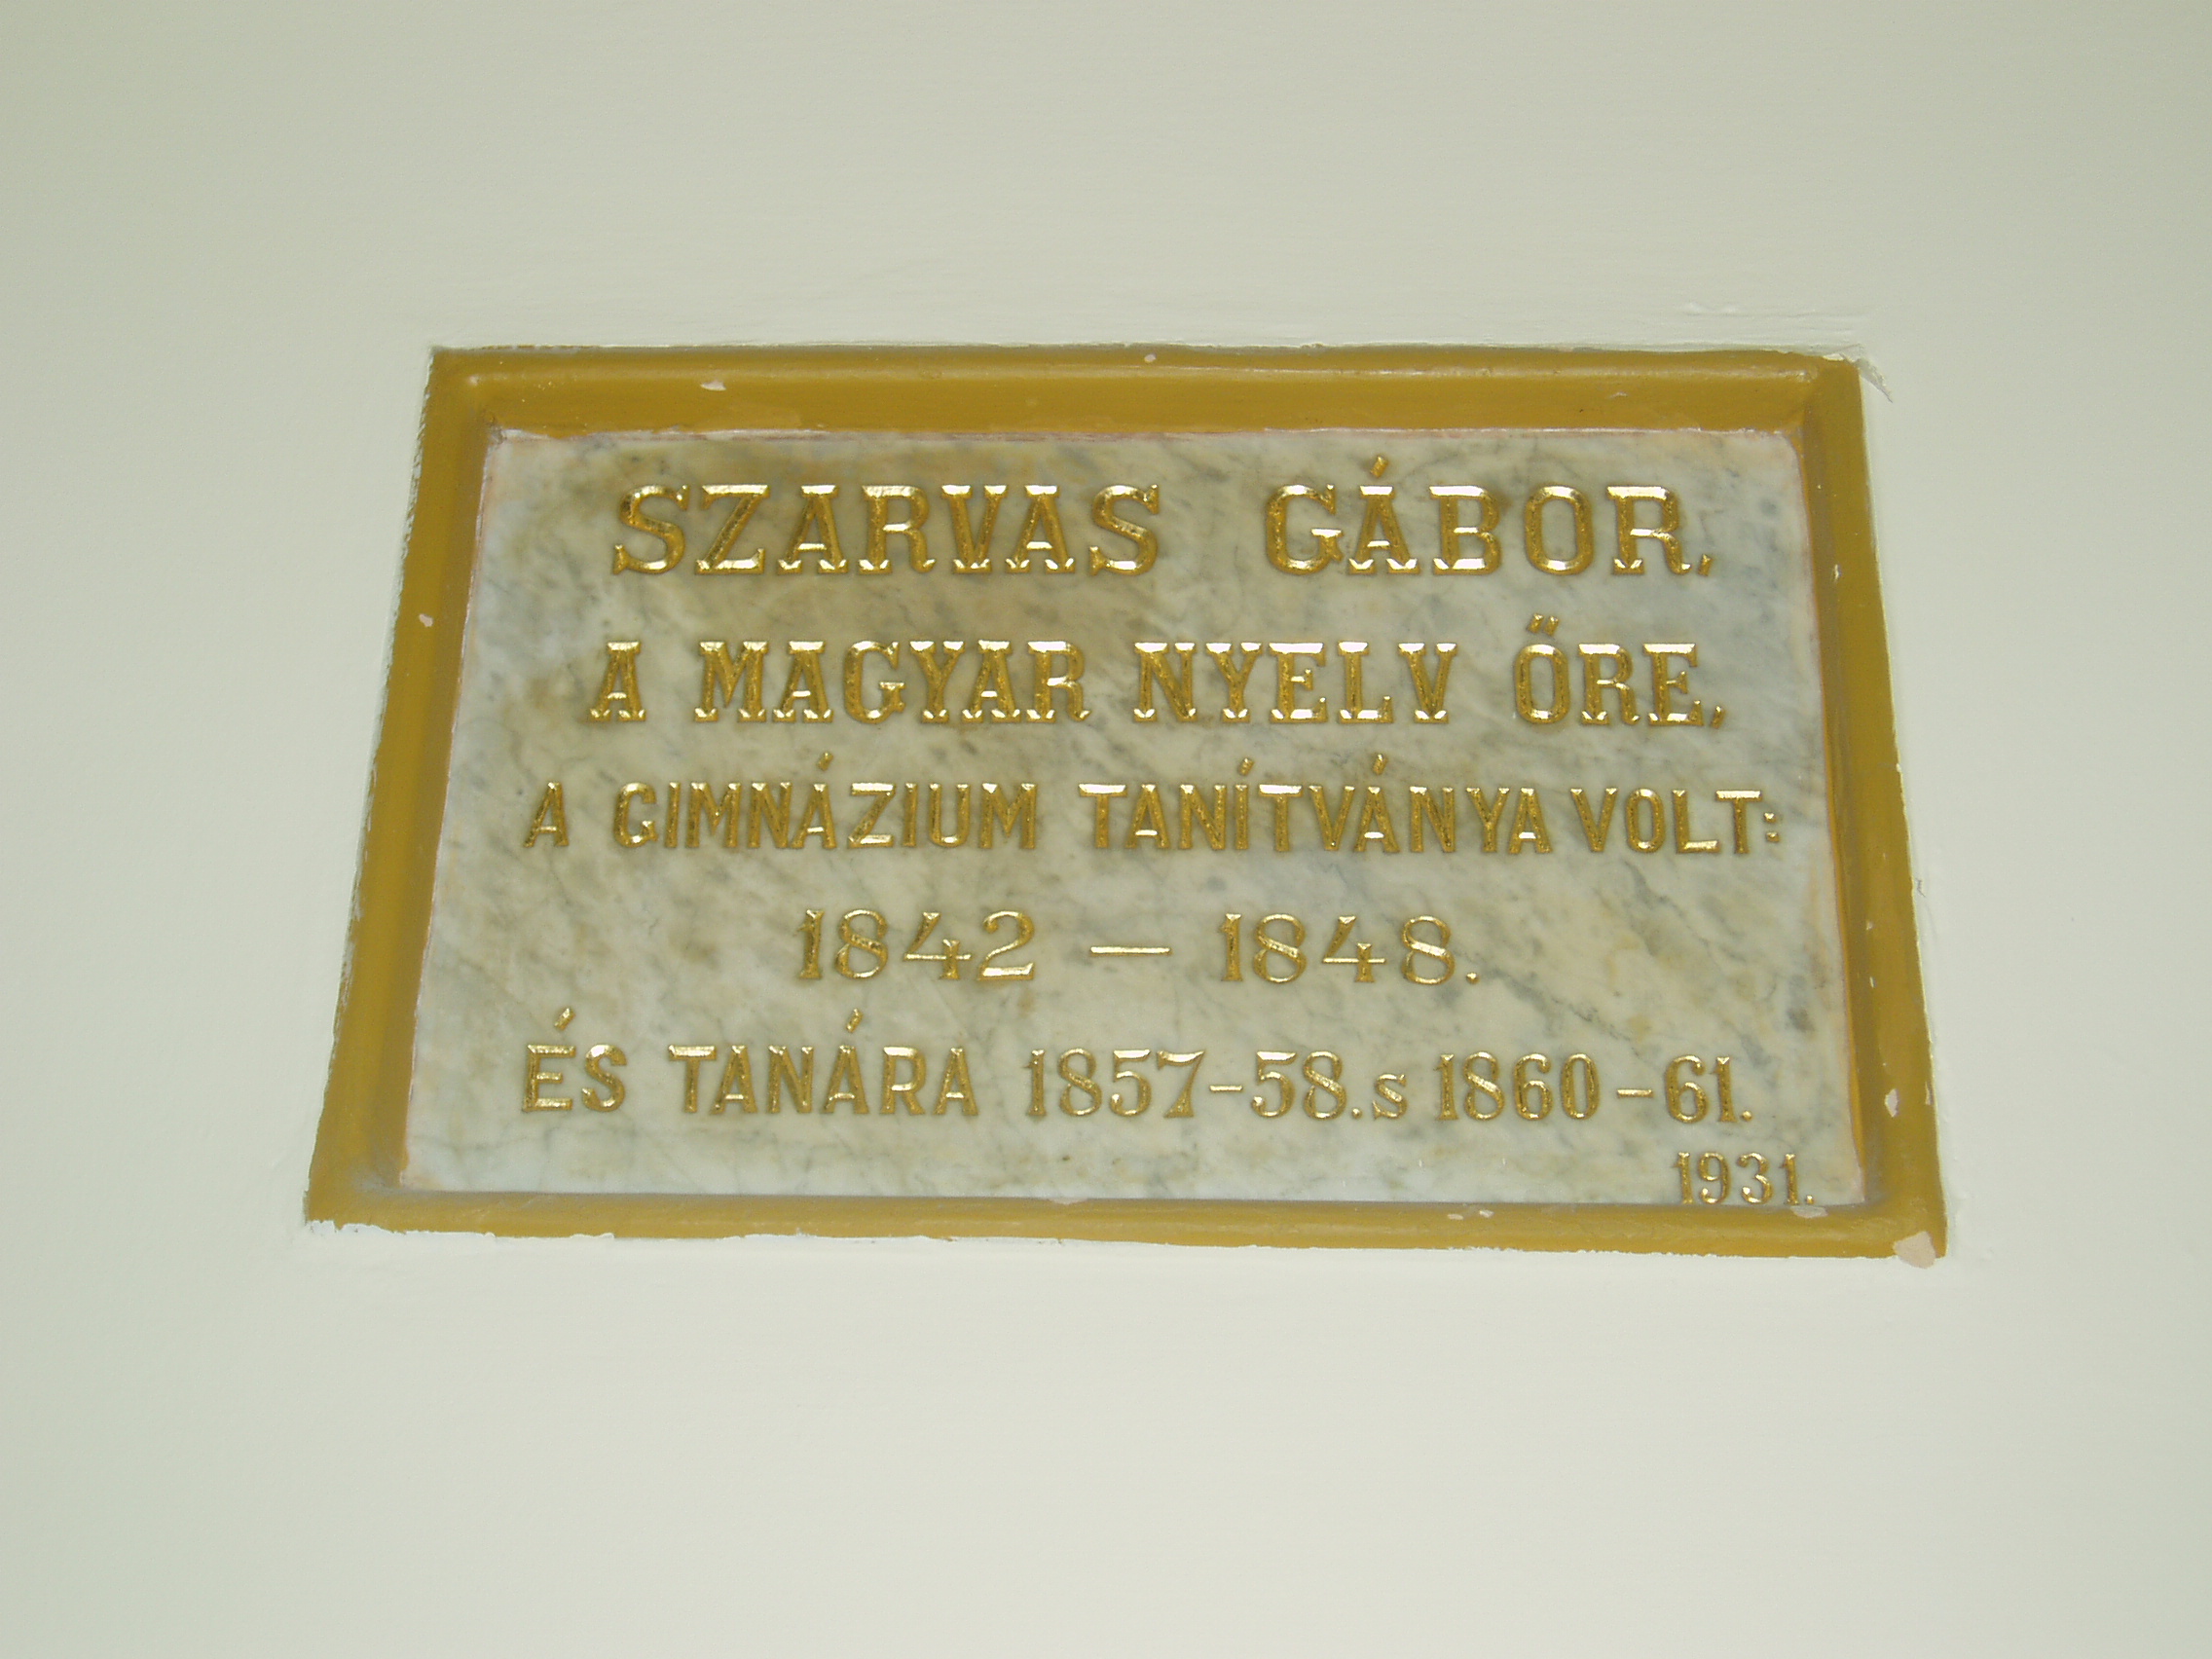 SZARVAS GÁBOR,
A MAGYAR NYELV ŐRE,
A GIMNÁZIUM TANÍTVÁNYA VOLT:
1842 — 1848.
ÉS TANÁRA 1857-58. s 1860-61.
1931.